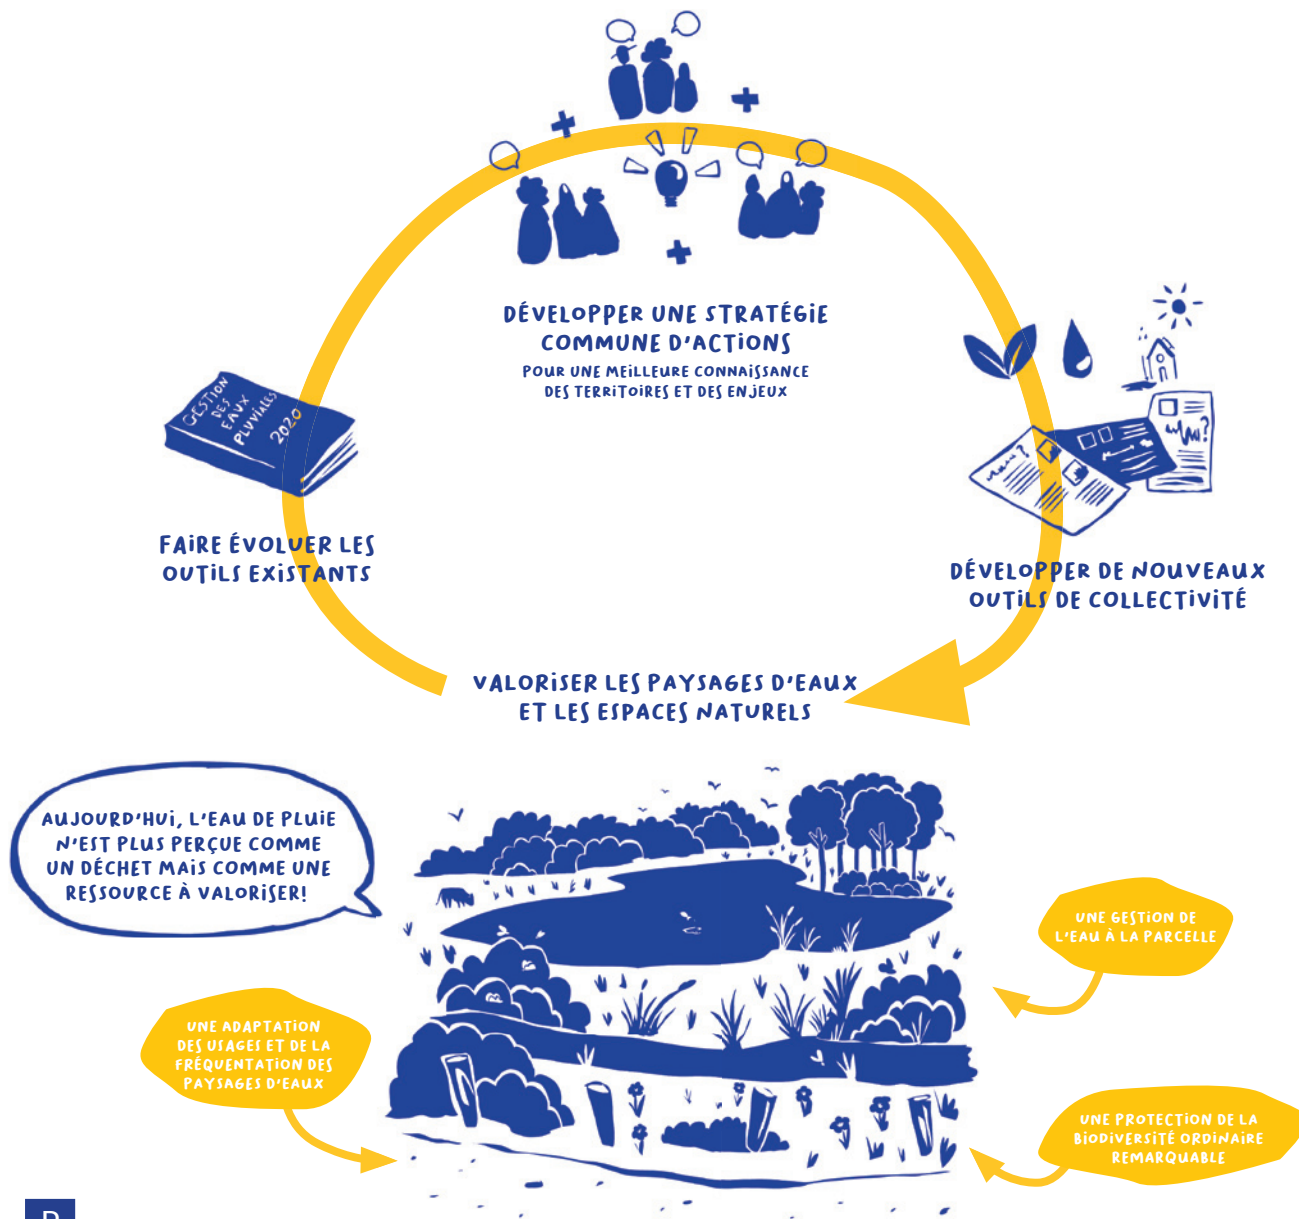 DÉVELOPPER UNE STRATÉGIE
COMMUNE D'ACTIONS
POUR UNE MEILLEURE CONNAISSANCE
DES TERRITOIRES ET DES ENJEUX
GESTION
DES
EAUX
PLUVIALES
2020
FAIRE ÉVOLUER LES
OUTILS EXISTANTS
DÉVELOPPER DE NOUVEAUX
OUTILS DE COLLECTIVITÉ
VALORISER LES PAYSAGES D'EAUX
ET LES ESPACES NATURELS
AUJOURD'HUI, L'EAU DE PLUIE
N'EST PLUS PERÇUE COMME
UN DÉCHET MAIS COMME UNE
RESSOURCE À VALORISER!
UNE GESTION DE
L'EAU À LA PARCELLE
UNE ADAPTATION
DES USAGES ET DE LA
FRÉQUENTATION DES
PAYSAGES D'EAUX
UNE PROTECTION DE LA
BIODIVERSITÉ ORDINAIRE
REMARQUABLE